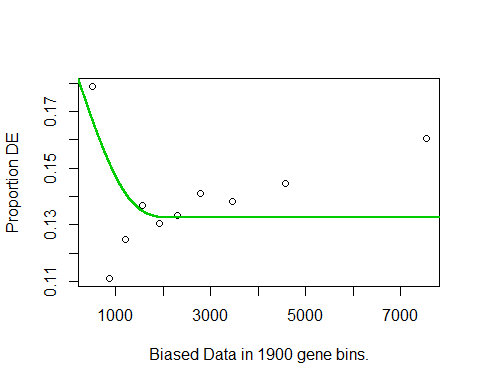 Proportion DE
0.17
0.15
0.13
0.11
1000 3000 5000 7000
Biased Data in 1900 gene bins.